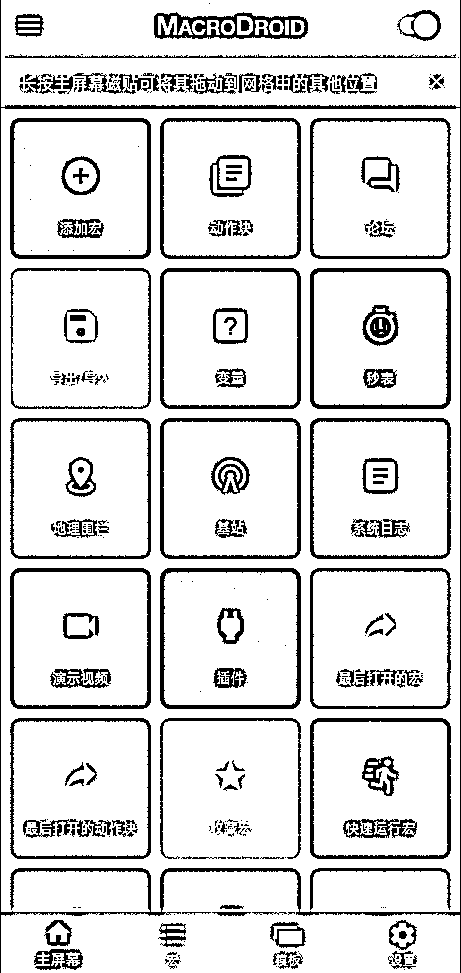 MACRODROID
长按主屏幕磁贴可将其拖动到网格中的其他位置
添加宏
动作块
论坛
导出/导入
变量
秒表
地理围栏
基站
系统日志
演示视频
插件
最后打开的宏
最后打开的动作块
收藏宏
快速运行宏
主屏幕
宏
模板
设置